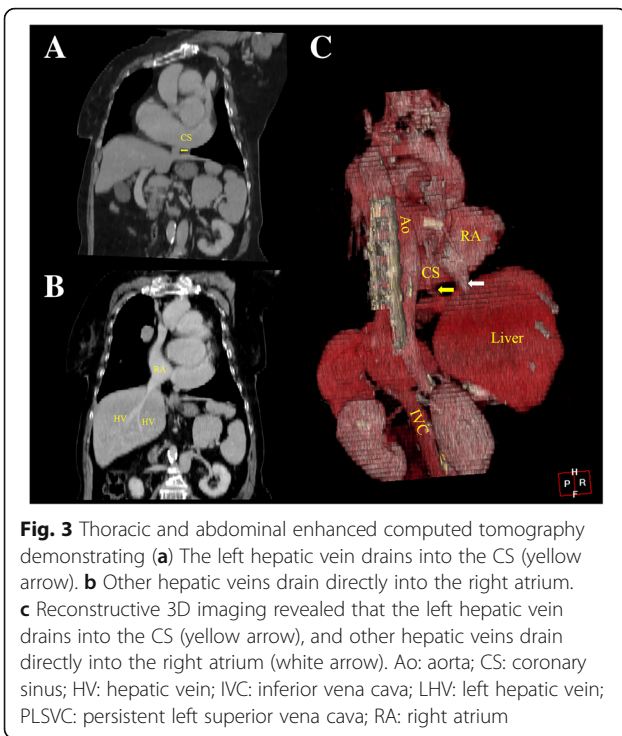 A
CS
B
RA
HV
HV
C
Ao
RA
CS
Liver
IVC
H
P R
F
Fig. 3 Thoracic and abdominal enhanced computed tomography
demonstrating (a) The left hepatic vein drains into the CS (yellow
arrow). b Other hepatic veins drain directly into the right atrium.
c Reconstructive 3D imaging revealed that the left hepatic vein
drains into the CS (yellow arrow), and other hepatic veins drain
directly into the right atrium (white arrow). Ao: aorta; CS: coronary
sinus; HV: hepatic vein; IVC: inferior vena cava; LHV: left hepatic vein;
PLSVC: persistent left superior vena cava; RA: right atrium